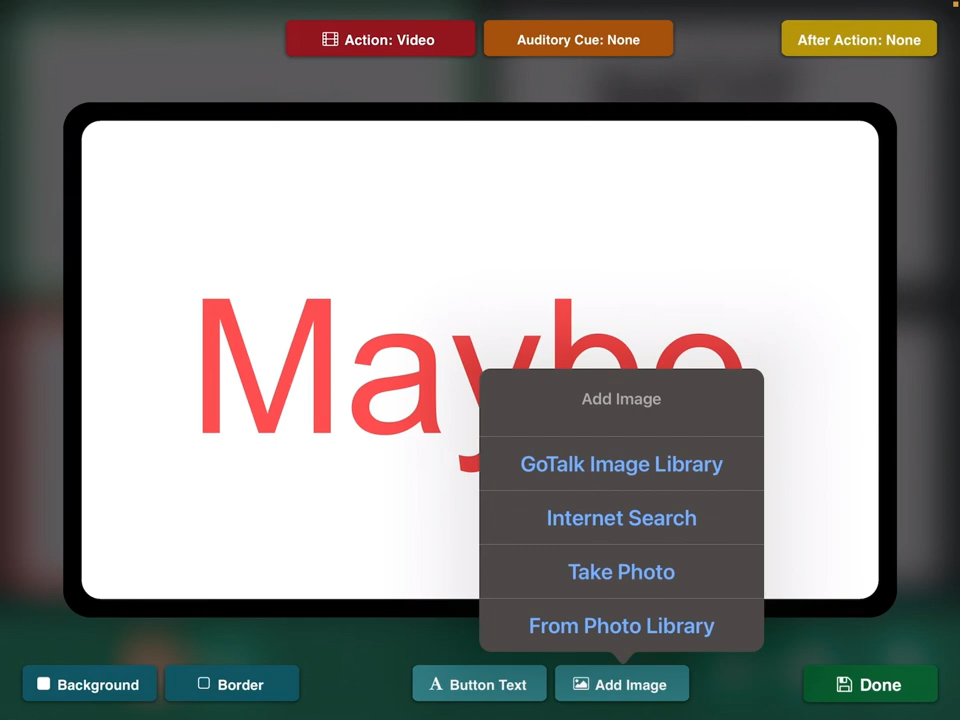 Action: Video
Auditory Cue: None
After Action: None
Maybe
Add Image
GoTalk Image Library
Internet Search
Take Photo
From Photo Library
Background
Border
Button Text
Add Image
Done